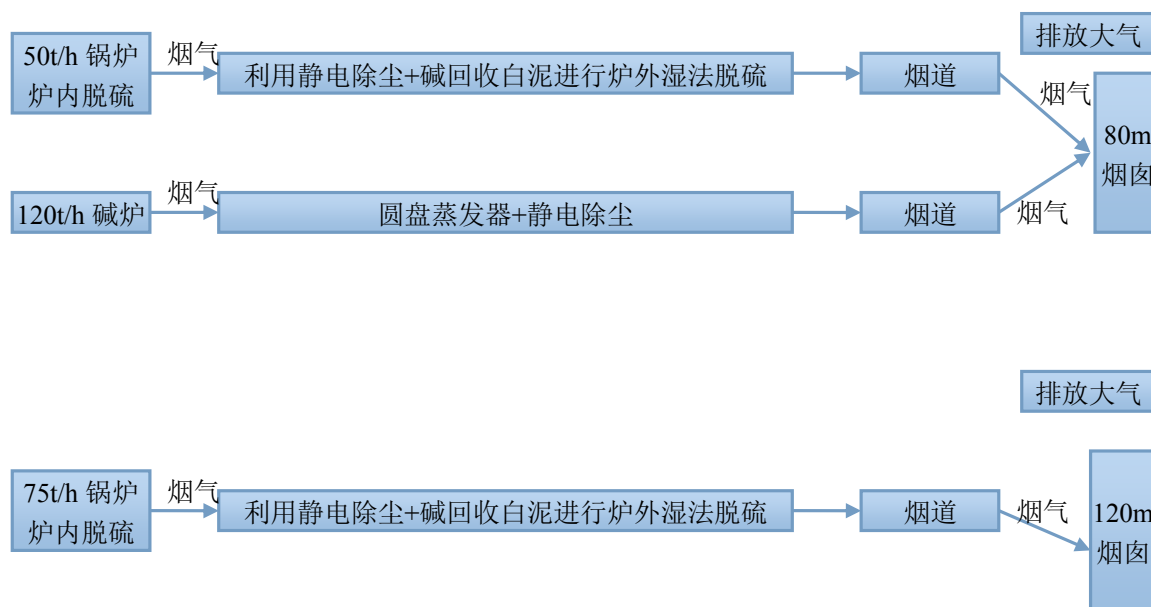 排放大气
50t/h 锅炉
炉内脱硫
烟气
利用静电除尘+碱回收白泥进行炉外湿法脱硫
烟道
烟气
80m
烟囱
120t/h 碱炉
烟气
圆盘蒸发器+静电除尘
烟道
烟气
排放大气
75t/h 锅炉
炉内脱硫
烟气
利用静电除尘+碱回收白泥进行炉外湿法脱硫
烟道
烟气
120m
烟囱